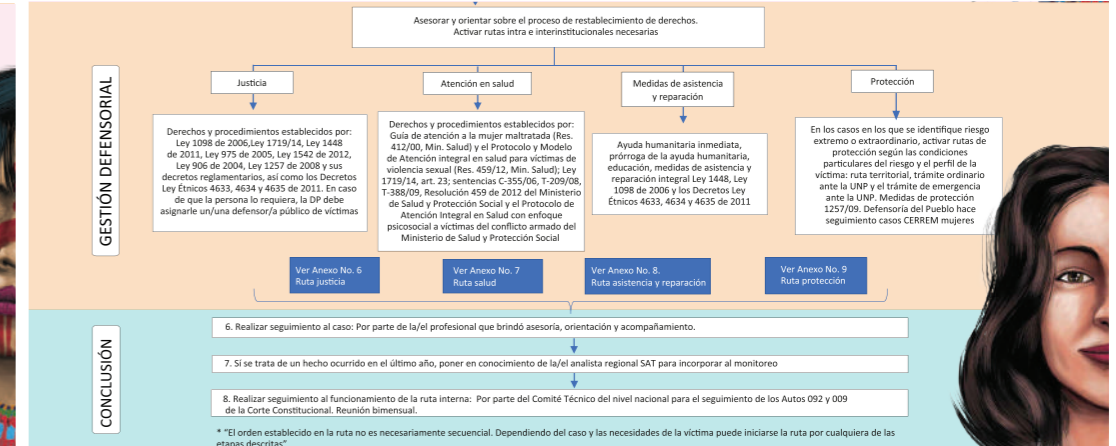 Asesorar y orientar sobre el proceso de restablecimiento de derechos.
Activar rutas intra e interinstitucionales necesarias
GESTIÓN DEFENSORIAL
Justicia
Atención en salud
Medidas de asistencia
y reparación
Protección
Derechos y procedimientos establecidos por:
Ley 1098 de 2006,Ley 1719/14, Ley 1448
de 2011, Ley 975 de 2005, Ley 1542 de 2012,
Ley 906 de 2004, Ley 1257 de 2008 y sus
decretos reglamentarios, así como los Decretos
Ley Étnicos 4633, 4634 y 4635 de 2011. En caso
de que la persona lo requiera, la DP debe
asignarle un/una defensor/a público de víctimas
Derechos y procedimientos establecidos por:
Guía de atención a la mujer maltratada (Res.
412/00, Min. Salud) y el Protocolo y Modelo
de Atención integral en salud para víctimas de
violencia sexual (Res. 459/12, Min. Salud); Ley
1719/14, art. 23; sentencias C-355/06, T-209/08,
T-388/09, Resolución 459 de 2012 del Ministerio
de Salud y Protección Social y el Protocolo de
Atención Integral en Salud con enfoque
psicosocial a víctimas del conflicto armado del
Ministerio de Salud y Protección Social
Ayuda humanitaria inmediata,
prórroga de la ayuda humanitaria,
educación, medidas de asistencia y
reparación integral Ley 1448, Ley
1098 de 2006 y los Decretos Ley
Étnicos 4633, 4634 y 4635 de 2011
En los casos en los que se identifique riesgo
extremo o extraordinario, activar rutas de
protección según las condiciones
particulares del riesgo y el perfil de la
víctima: ruta territorial, trámite ordinario
ante la UNP y el trámite de emergencia
ante la UNP. Medidas de protección
1257/09. Defensoría del Pueblo hace
seguimiento casos CERREM mujeres
Ver Anexo No. 6
Ruta justicia
Ver Anexo No. 7
Ruta salud
Ver Anexo No. 8.
Ruta asistencia y reparación
Ver Anexo No. 9
Ruta protección
CONCLUSIÓN
6. Realizar seguimiento al caso: Por parte de la/el profesional que brindó asesoría, orientación y acompañamiento.
7. Sí se trata de un hecho ocurrido en el último año, poner en conocimiento de la/el analista regional SAT para incorporar al monitoreo
8. Realizar seguimiento al funcionamiento de la ruta interna: Por parte del Comité Técnico del nivel nacional para el seguimiento de los Autos 092 y 009
de la Corte Constitucional. Reunión bimensual.
* "El orden establecido en la ruta no es necesariamente secuencial. Dependiendo del caso y las necesidades de la víctima puede iniciarse la ruta por cualquiera de las
etapas descritas"